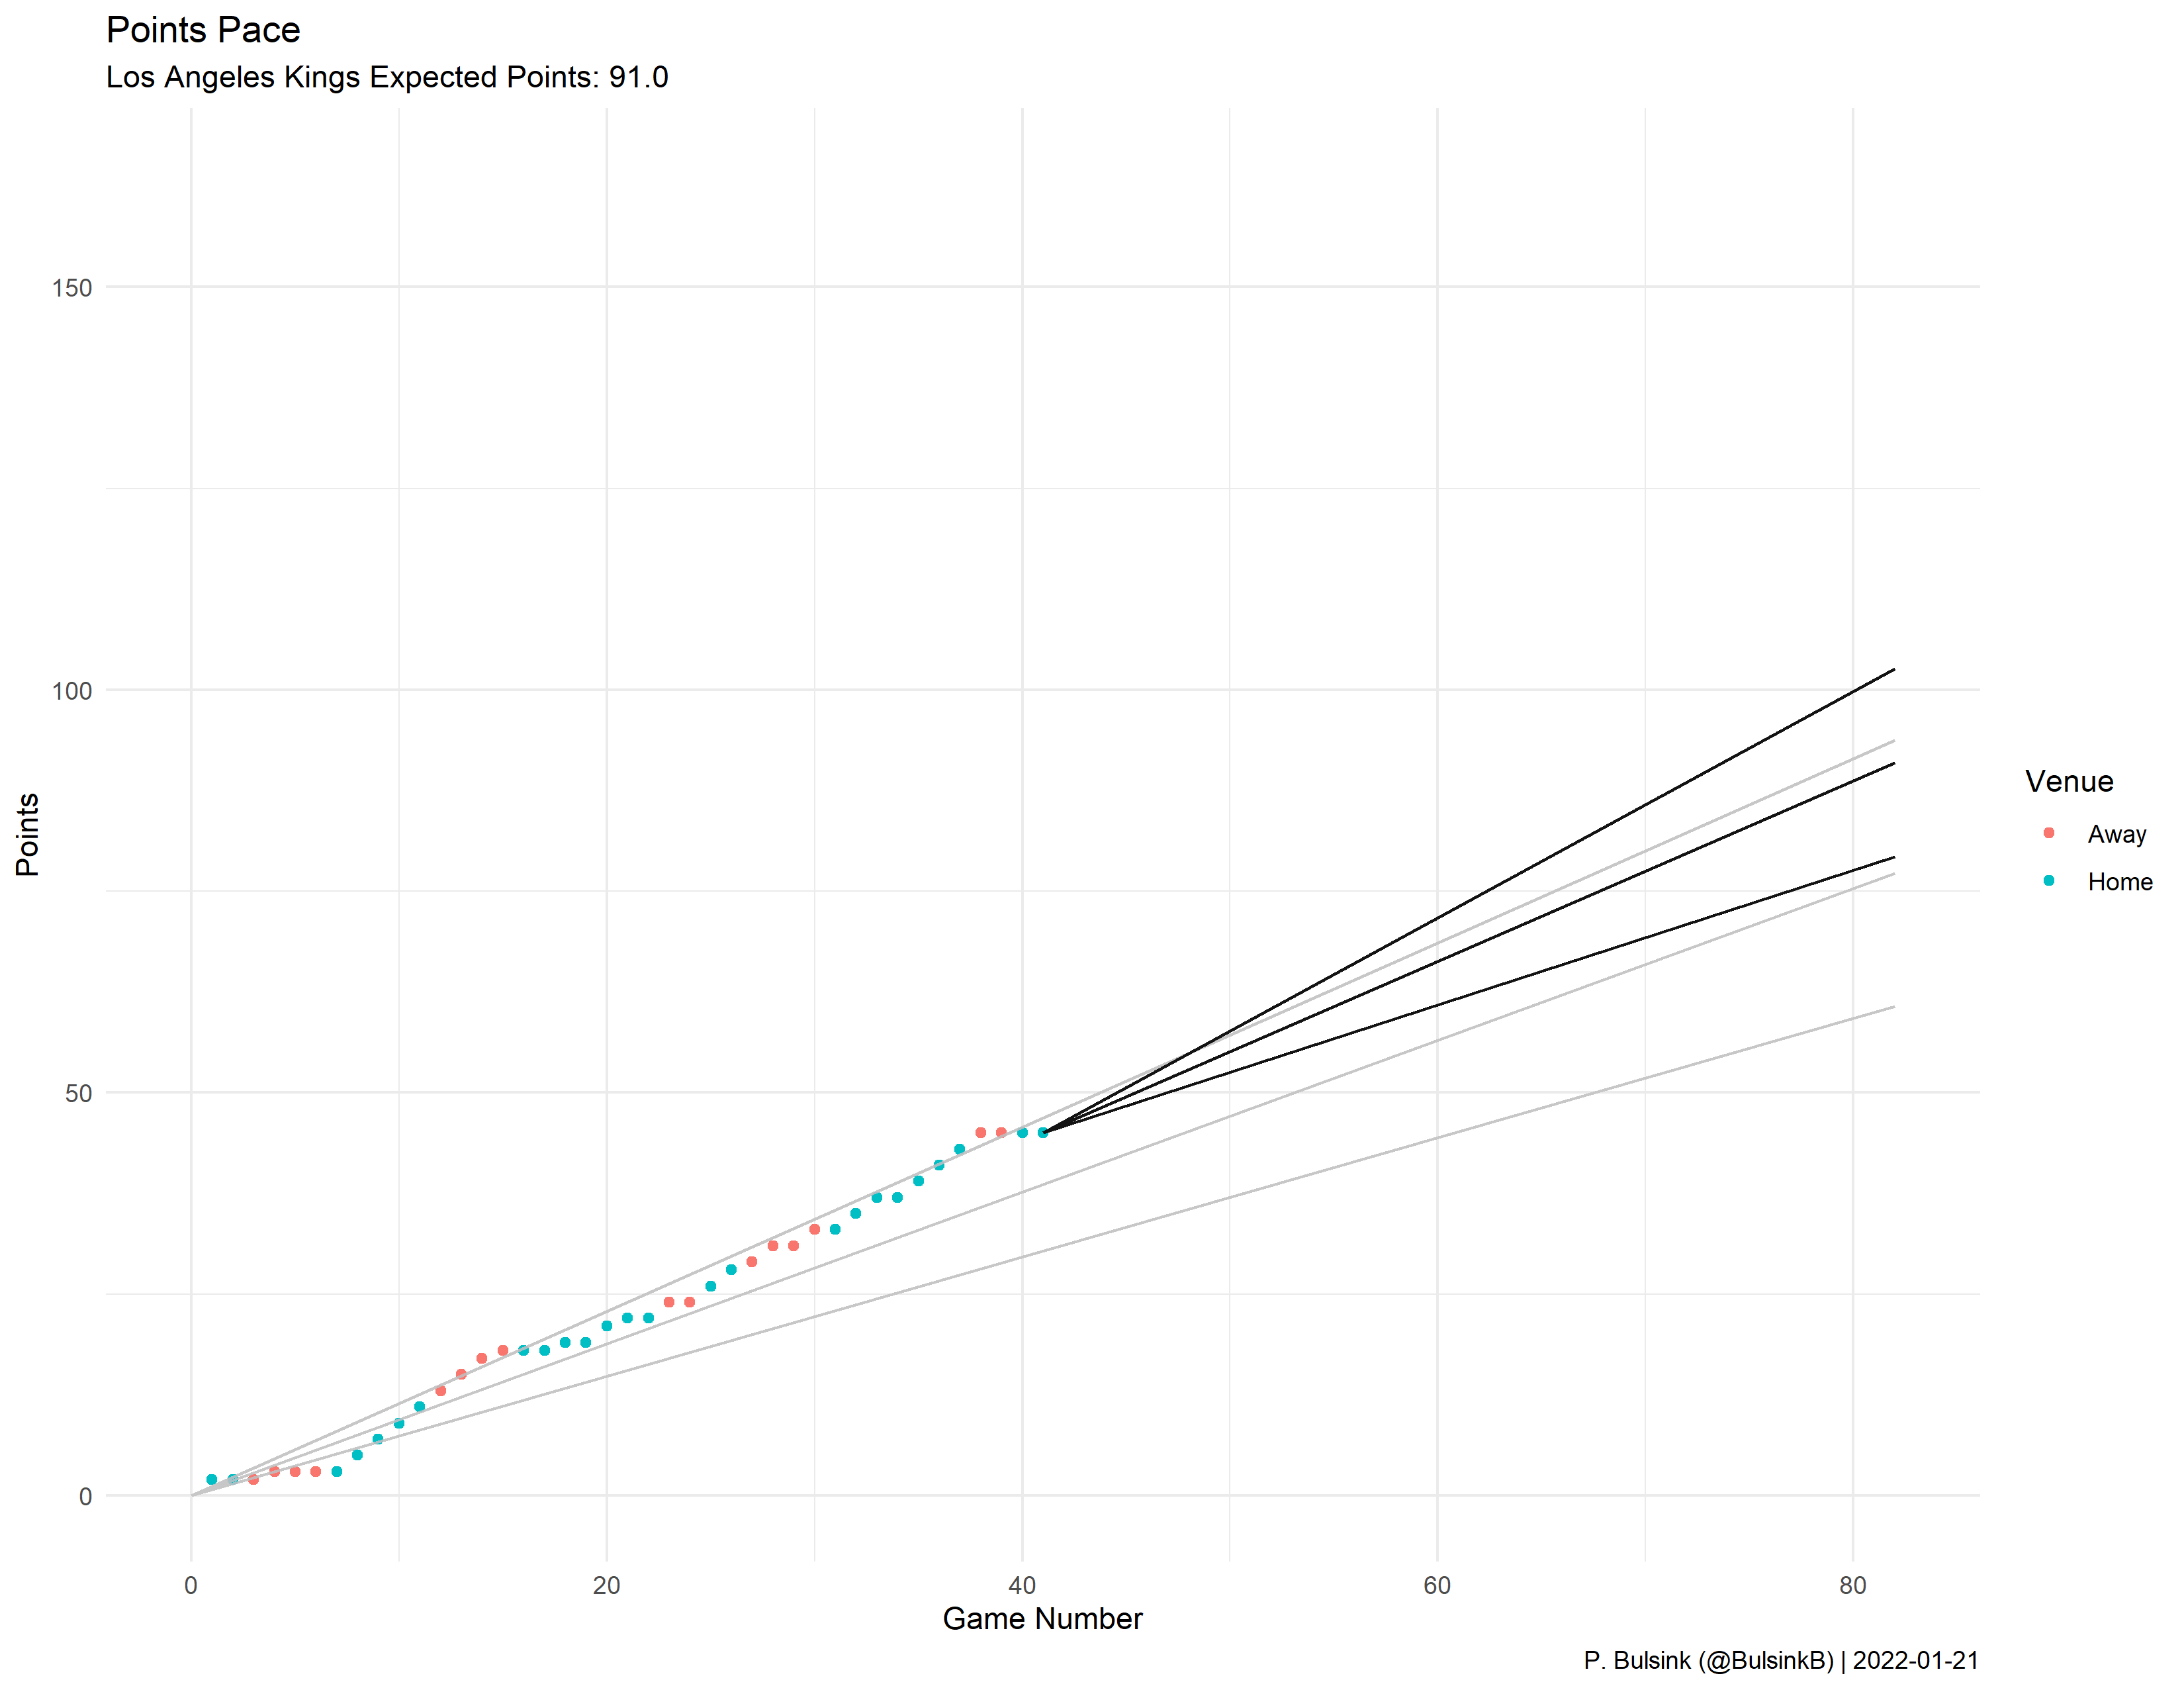 Points Pace
Los Angeles Kings Expected Points: 91.0
150
100
50
0
Points
0 20 40 60 80
Game Number
Venue
Away
Home
P. Bulsink (@BulsinkB) | 2022-01-21